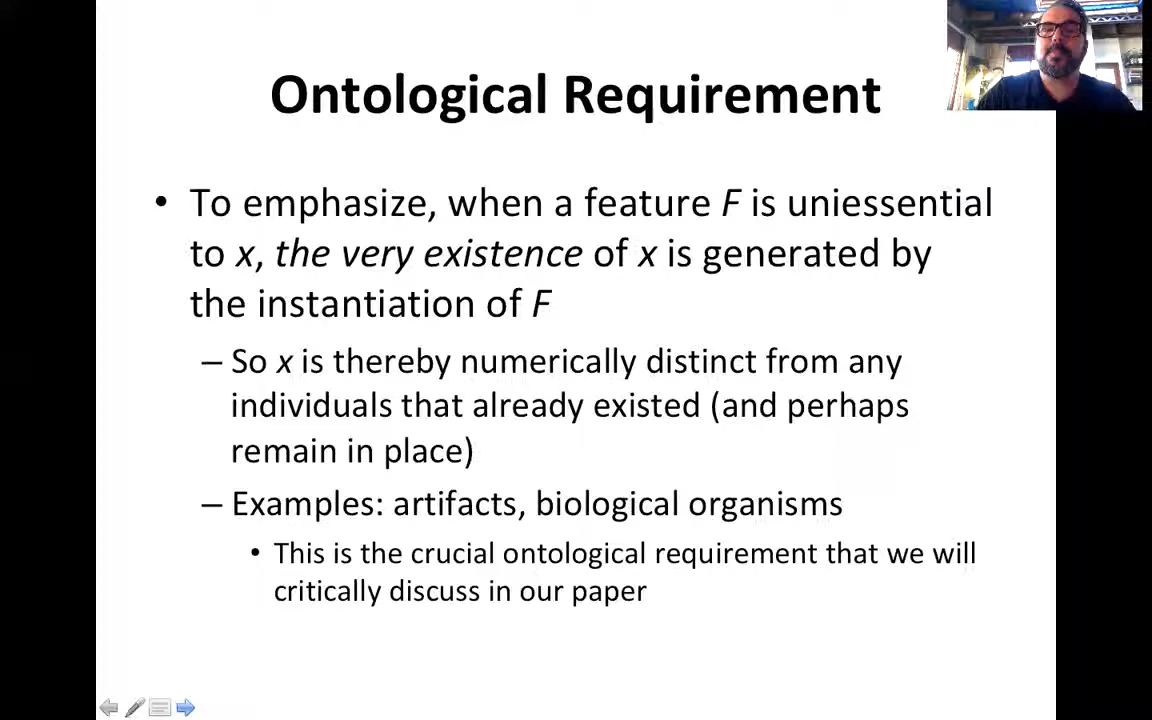 Ontological Requirement
• To emphasize, when a feature F is uniessential
to x, the very existence of x is generated by
the instantiation of F
– So x is thereby numerically distinct from any
individuals that already existed (and perhaps
remain in place)
– Examples: artifacts, biological organisms
• This is the crucial ontological requirement that we will
critically discuss in our paper